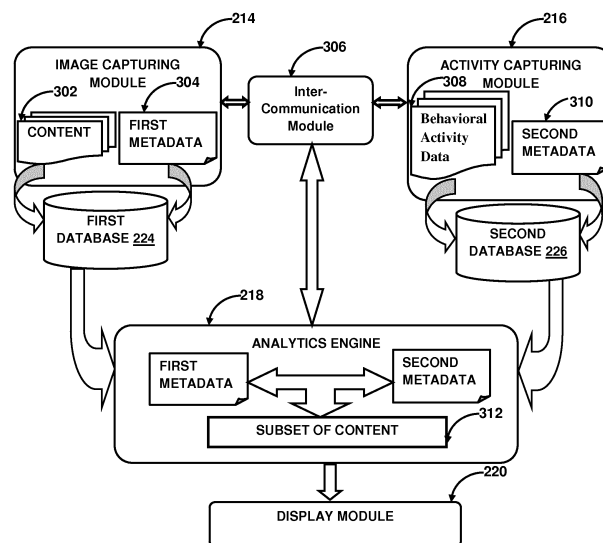 214
IMAGE CAPTURING
MODULE
302
304
CONTENT
FIRST
METADATA
306
Inter-
Communication
Module
216
ACTIVITY CAPTURING
MODULE
308
310
Behavioral
Activity
Data
SECOND
METADATA
FIRST
DATABASE 224
SECOND
DATABASE 226
218
ANALYTICS ENGINE
FIRST
METADATA
SECOND
METADATA
SUBSET OF CONTENT
312
220
DISPLAY MODULE